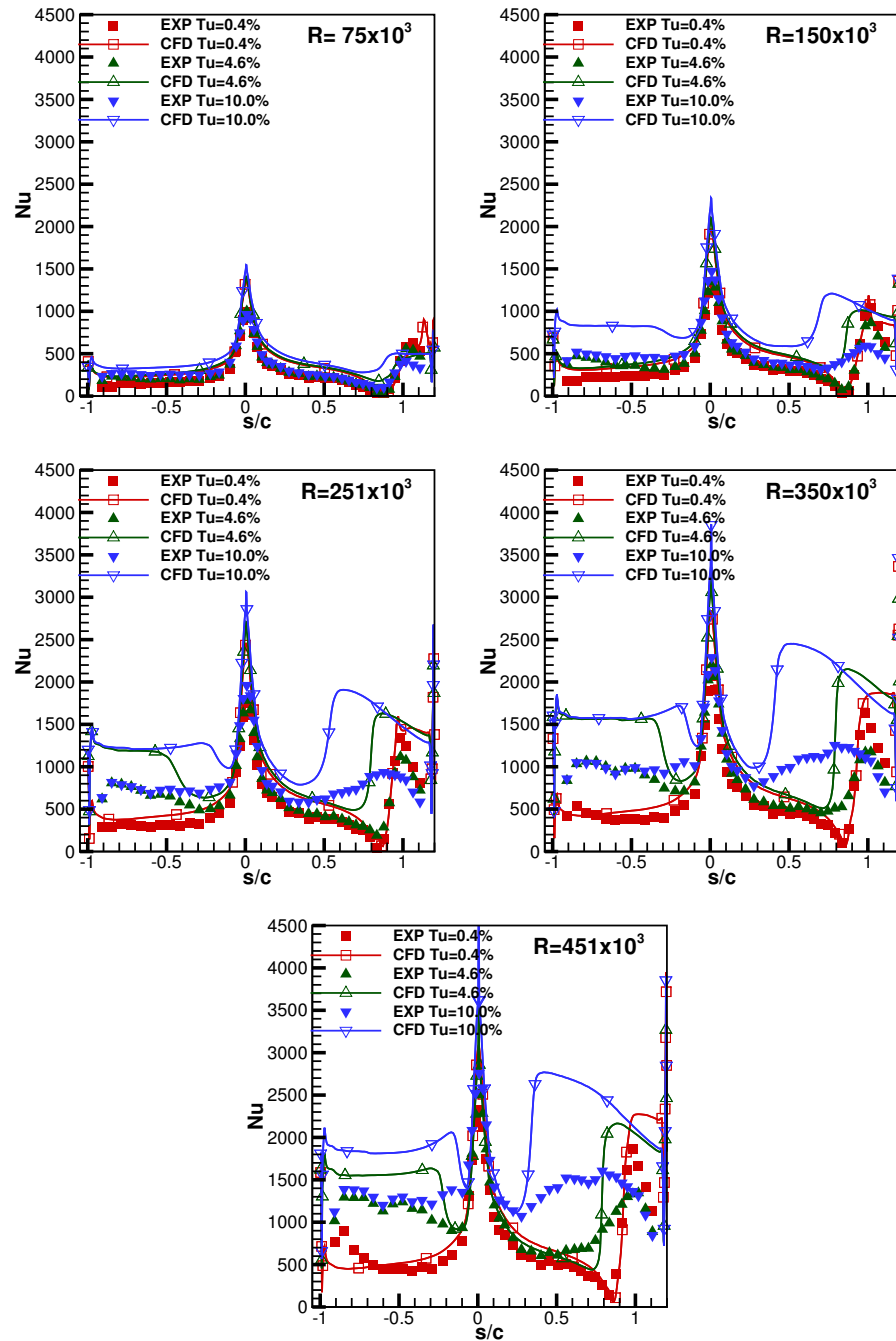 EXP Tu=0.4%
CFD Tu=0.4%
EXP Tu=4.6%
CFD Tu=4.6%
EXP Tu=10.0%
CFD Tu=10.0%
R= 75x10³
Nu
4500
4000
3500
3000
2500
2000
1500
1000
500
0
-1
-0.5
0
0.5
1
s/c
EXP Tu=0.4%
CFD Tu=0.4%
EXP Tu=4.6%
CFD Tu=4.6%
EXP Tu=10.0%
CFD Tu=10.0%
R=150x10³
Nu
4500
4000
3500
3000
2500
2000
1500
1000
500
0
-1
-0.5
0
0.5
1
s/c
EXP Tu=0.4%
CFD Tu=0.4%
EXP Tu=4.6%
CFD Tu=4.6%
EXP Tu=10.0%
CFD Tu=10.0%
R=251x10³
Nu
4500
4000
3500
3000
2500
2000
1500
1000
500
0
-1
-0.5
0
0.5
1
s/c
EXP Tu=0.4%
CFD Tu=0.4%
EXP Tu=4.6%
CFD Tu=4.6%
EXP Tu=10.0%
CFD Tu=10.0%
R=350x10³
Nu
4500
4000
3500
3000
2500
2000
1500
1000
500
0
-1
-0.5
0
0.5
1
s/c
EXP Tu=0.4%
CFD Tu=0.4%
EXP Tu=4.6%
CFD Tu=4.6%
EXP Tu=10.0%
CFD Tu=10.0%
R=451x10³
Nu
4500
4000
3500
3000
2500
2000
1500
1000
500
0
-1
-0.5
0
0.5
1
s/c